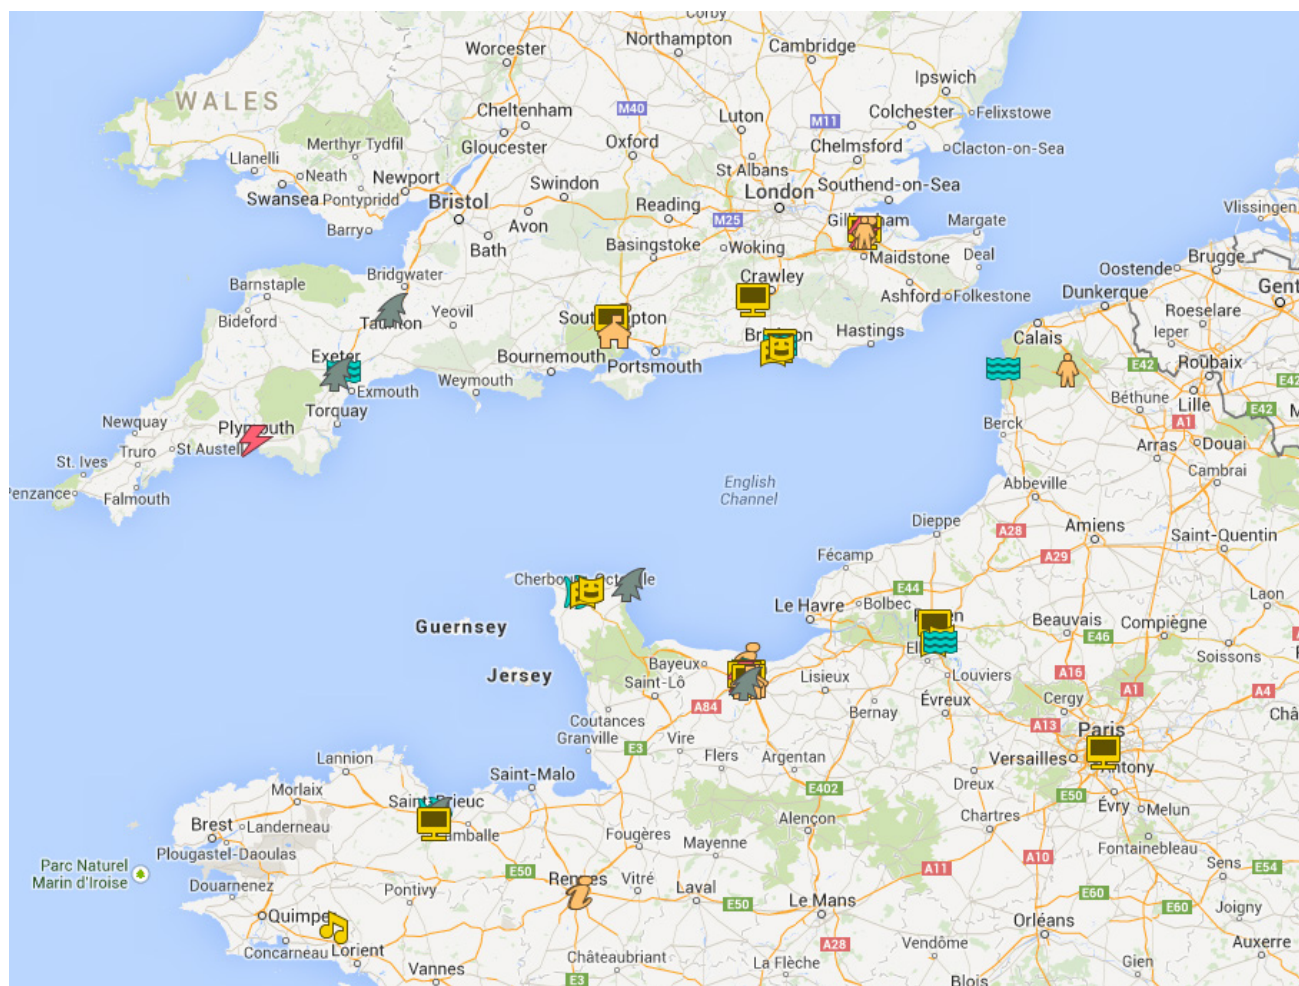 Corby
Worcester
Northampton
Cambridge
Ipswich
WALES
Cheltenham
M40
Luton
Colchester
Felixstowe
M11
Merthyr Tydfil
Gloucester
Oxford
Chelmsford
Clacton-on-Sea
Llanelli
Neath
Newport
Swindon
St Albans
London
Southend-on-Sea
Swansea
Pontypridd
Bristol
Avon
Reading
M25
Margate
Vlissingen
Barry
Bath
Basingstoke
Woking
Maidstone
Deal
Brugge
Bridgwater
Crawley
Oostende
Barnstaple
Ashford
Folkestone
Dunkerque
Gent
Bideford
Yeovil
Roeselare
Hastings
Calais
Ieper
Exeter
Bournemouth
Portsmouth
E42
Roubaix
Exmouth
Weymouth
Béthune
Lille
E42
Torquay
Newquay
Berck
A1
Truro
St Austell
Arras
Douai
St. Ives
Cambrai
Penzance
Falmouth
English
Channel
Abbeville
Dieppe
A28
Amiens
Saint-Quentin
Fécamp
A29
E44
Laon
Le Havre
Bolbec
Guernsey
Beauvais
E46
Compiègne
Soissons
Bayeux
Jersey
Saint-Lô
Lisieux
Louviers
A16
A1
A4
A84
Bernay
Évreux
Cergy
Coutances
A13
Paris
Granville
E3
Vire
Flers
Argentan
Versailles
Antony
Lannion
Saint-Malo
Dreux
E402
E50
Évry
Melun
Morlaix
Alençon
Chartres
Brest
Landerneau
Fougères
Mayenne
Fontainebleau
Plougastel-Daoulas
A11
A10
Sens
E54
Parc Naturel
Marin d'Iroise
Douarnenez
Pontivy
E50
Vitré
Laval
E50
Le Mans
E60
E60
Joigny
Orléans
Concarneau
Lorient
A28
Vendôme
Auxerre
Châteaubriant
Vannes
E3
La Flèche
Gien
Blois